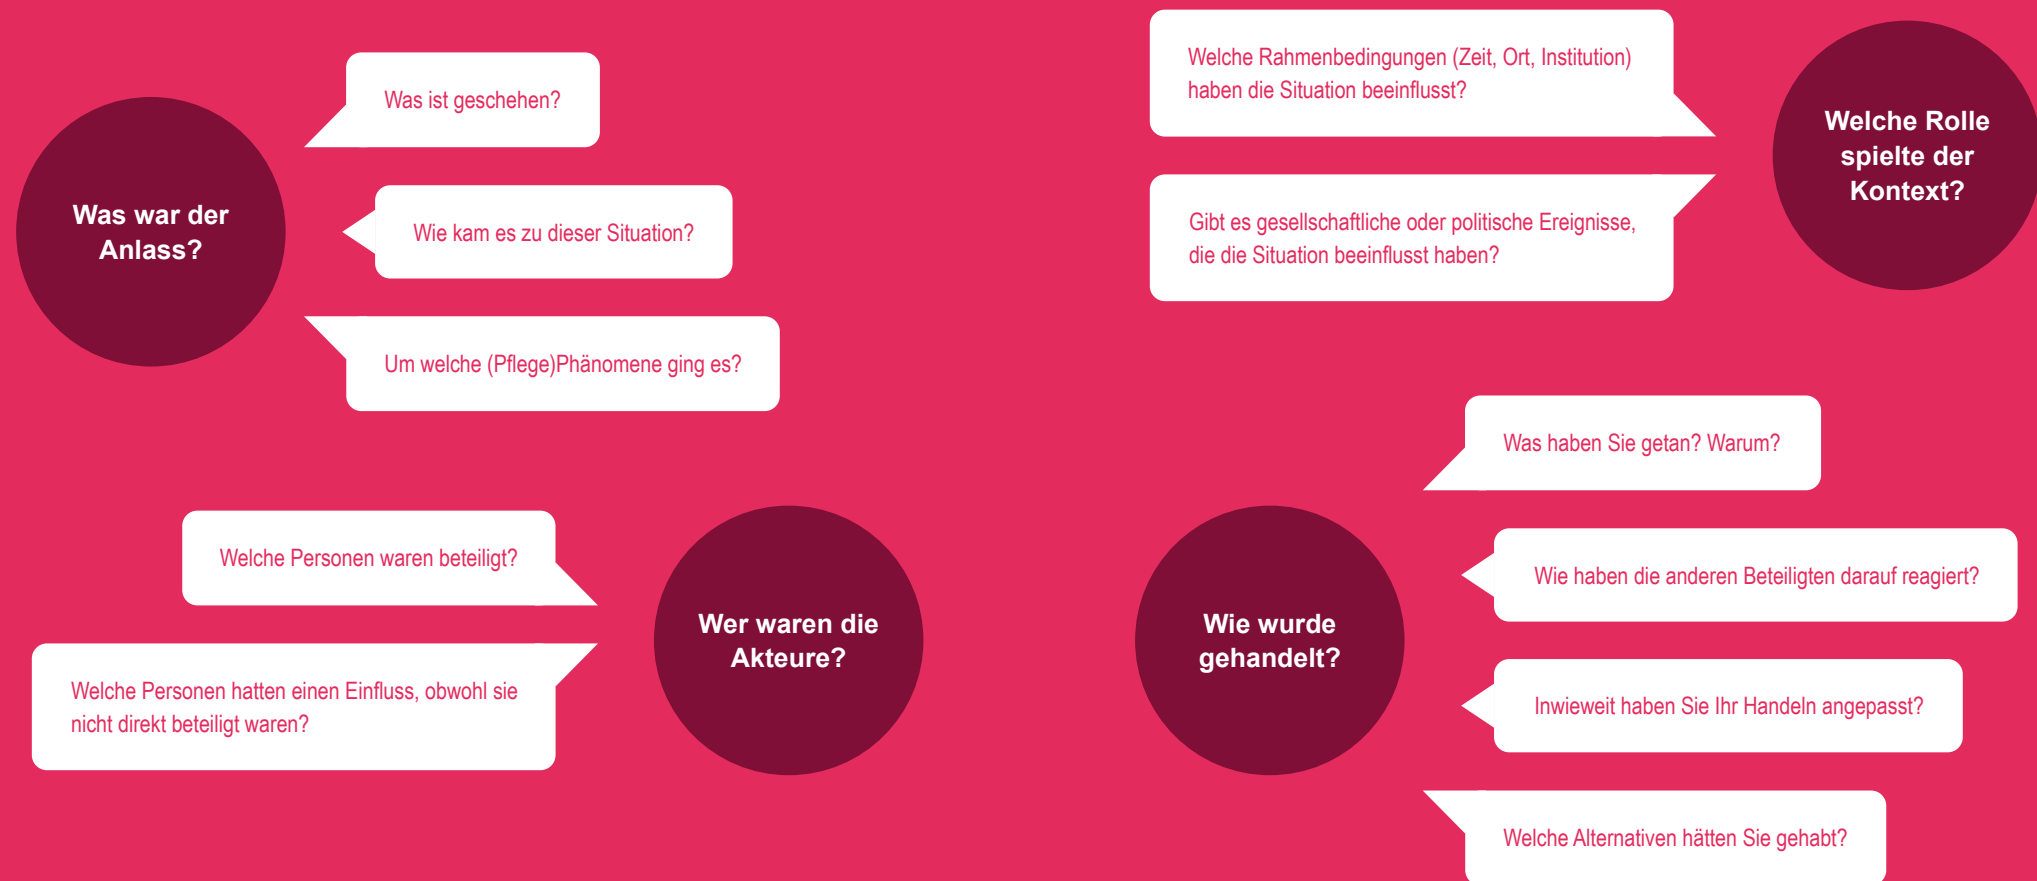 Was war der
Anlass?
Was ist geschehen?
Wie kam es zu dieser Situation?
Um welche (Pflege)Phänomene ging es?
Welche Rahmenbedingungen (Zeit, Ort, Institution)
haben die Situation beeinflusst?
Gibt es gesellschaftliche oder politische Ereignisse,
die die Situation beeinflusst haben?
Welche Rolle
spielte der
Kontext?
Welche Personen waren beteiligt?
Welche Personen hatten einen Einfluss, obwohl sie
nicht direkt beteiligt waren?
Wer waren die
Akteure?
Wie wurde
gehandelt?
Was haben Sie getan? Warum?
Wie haben die anderen Beteiligten darauf reagiert?
Inwieweit haben Sie Ihr Handeln angepasst?
Welche Alternativen hätten Sie gehabt?